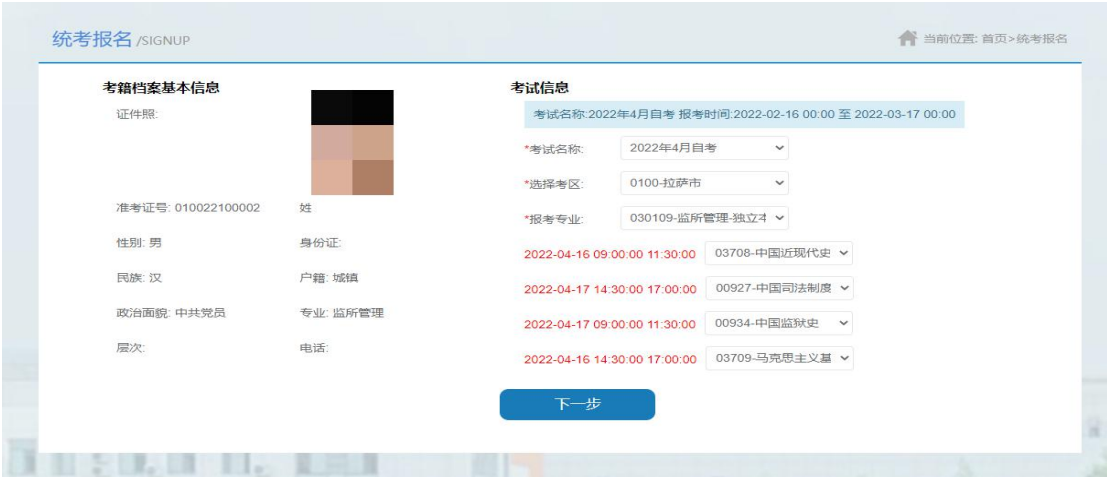 统考报名 /SIGNUP
当前位置: 首页>统考报名
考籍档案基本信息
证件照:
准考证号: 010022100002 姓
性别: 男 身份证:
民族: 汉 户籍: 城镇
政治面貌: 中共党员 专业: 监所管理
层次: 电话:
考试信息
考试名称:2022年4月自考 报考时间:2022-02-16 00:00 至 2022-03-17 00:00
*考试名称: 2022年4月自考
*选择考区: 0100-拉萨市
*报考专业: 030109-监所管理-独立本
2022-04-16 09:00:00 11:30:00 03708-中国近现代史
2022-04-17 14:30:00 17:00:00 00927-中国司法制度
2022-04-17 09:00:00 11:30:00 00934-中国监狱史
2022-04-16 14:30:00 17:00:00 03709-马克思主义基
下一步